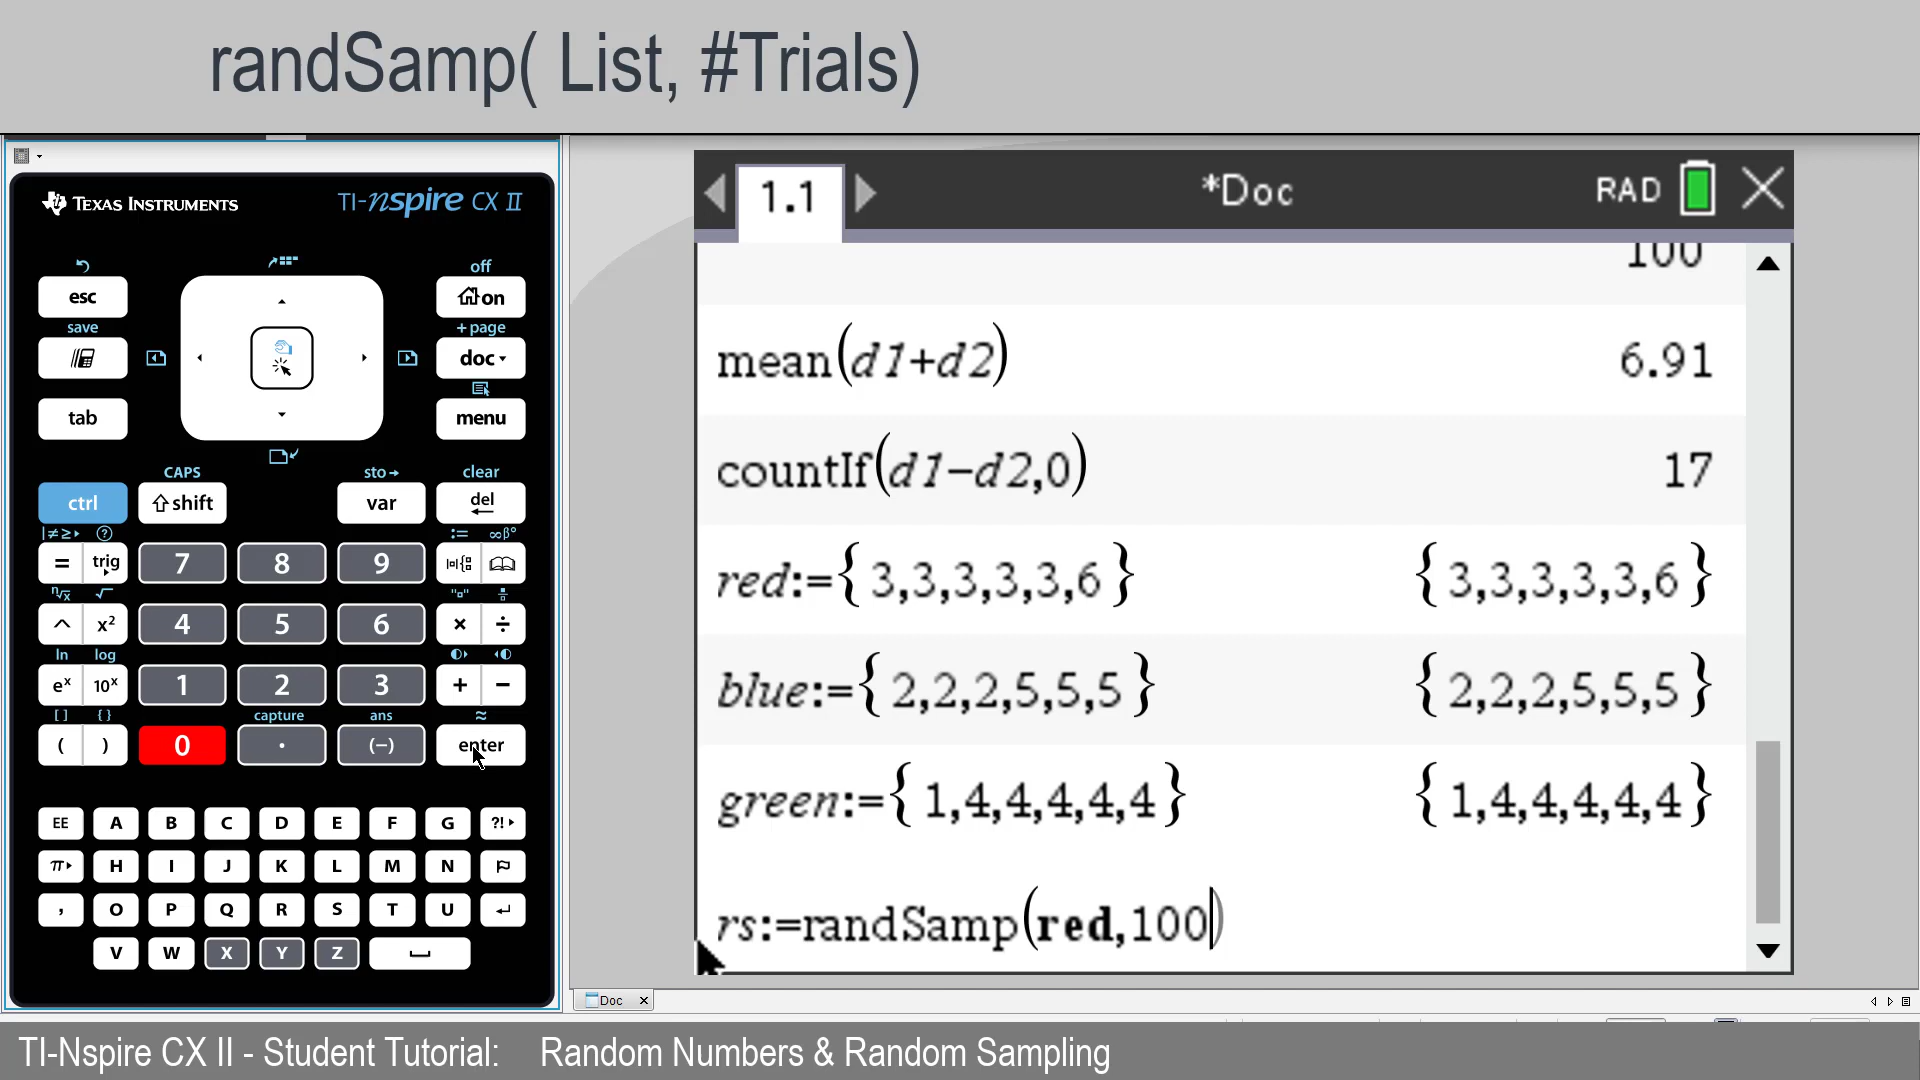 randSamp( List, #Trials)
TEXAS INSTRUMENTS
TI-nspire CX II
off
esc
on
save
+ page
doc
tab
menu
CAPS
sto→
clear
ctrl
⇧shift
var
del
|≠≥▸ ? := ∞β°
= trig 7 8 9
ⁿ√x √
^ x² 4 5 6 × ÷
ln log
eˣ 10ˣ 1 2 3 + −
[ ] { } capture ans ≈
( ) 0 . (−) enter
EE A B C D E F G ?!▸
π▸ H I J K L M N
, O P Q R S T U
V W X Y Z
1.1 *Doc RAD
100
mean(d1+d2) 6.91
countIf(d1−d2,0) 17
red:={3,3,3,3,3,6} {3,3,3,3,3,6}
blue:={2,2,2,5,5,5} {2,2,2,5,5,5}
green:={1,4,4,4,4,4} {1,4,4,4,4,4}
rs:=randSamp(red,100)
Doc
TI-Nspire CX II - Student Tutorial: Random Numbers & Random Sampling